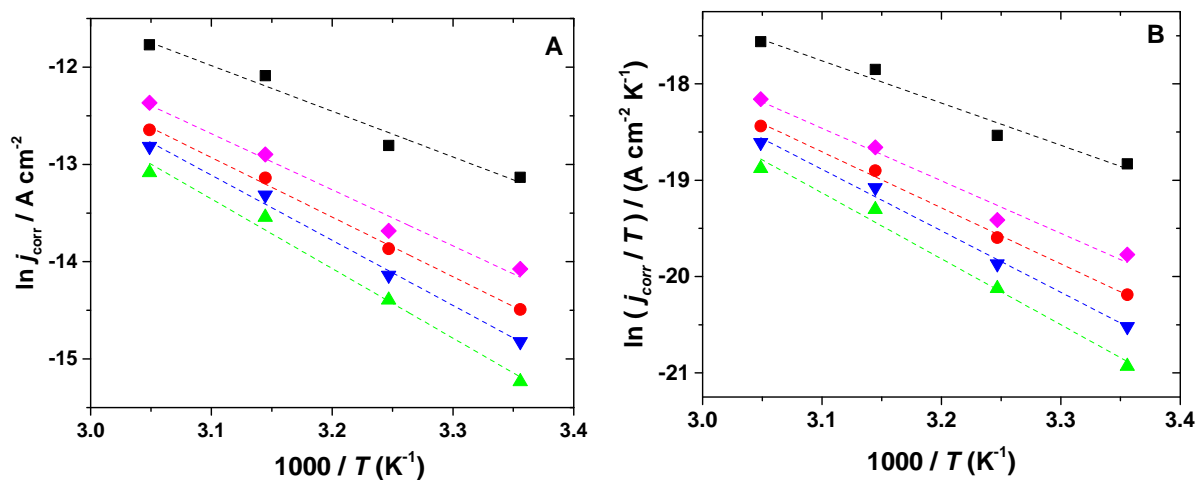 A
-12
-13
-14
-15
ln j_corr / A cm⁻²
3.0 3.1 3.2 3.3 3.4
1000 / T (K⁻¹)
B
-18
-19
-20
-21
ln ( j_corr / T ) / (A cm⁻² K⁻¹)
3.0 3.1 3.2 3.3 3.4
1000 / T (K⁻¹)